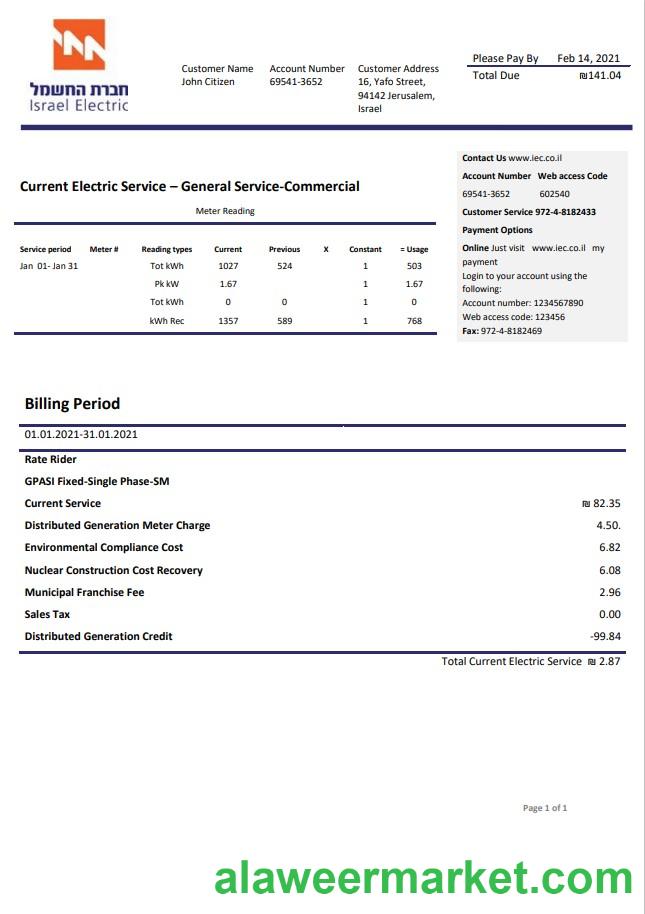 חברת החשמל
Israel Electric
Customer Name
John Citizen
Account Number
69541-3652
Customer Address
16, Yafo Street,
94142 Jerusalem,
Israel
Please Pay By Feb 14, 2021
Total Due ₪141.04
Current Electric Service – General Service-Commercial
Meter Reading
Service period Meter # Reading types Current Previous X Constant = Usage
Jan 01- Jan 31 Tot kWh 1027 524 1 503
Pk kW 1.67 1 1.67
Tot kWh 0 0 1 0
kWh Rec 1357 589 1 768
Contact Us www.iec.co.il
Account Number Web access Code
69541-3652 602540
Customer Service 972-4-8182433
Payment Options
Online Just visit www.iec.co.il my
payment
Login to your account using the
following:
Account number: 1234567890
Web access code: 123456
Fax: 972-4-8182469
Billing Period
01.01.2021-31.01.2021
Rate Rider
GPASI Fixed-Single Phase-SM
Current Service ₪ 82.35
Distributed Generation Meter Charge 4.50.
Environmental Compliance Cost 6.82
Nuclear Construction Cost Recovery 6.08
Municipal Franchise Fee 2.96
Sales Tax 0.00
Distributed Generation Credit -99.84
Total Current Electric Service ₪ 2.87
Page 1 of 1
alaweermarket.com